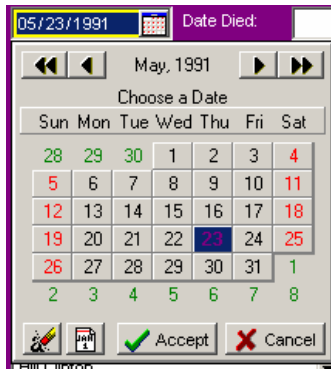 05/23/1991 Date Died:
May, 1991
Choose a Date
Sun Mon Tue Wed Thu Fri Sat
28 29 30 1 2 3 4
5 6 7 8 9 10 11
12 13 14 15 16 17 18
19 20 21 22 23 24 25
26 27 28 29 30 31 1
2 3 4 5 6 7 8
JAN 1 Accept Cancel